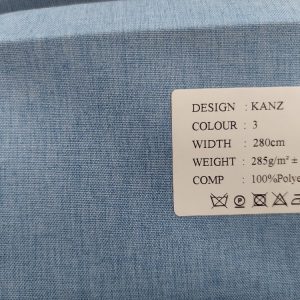 DESIGN : KANZ
COLOUR : 3
WIDTH : 280cm
WEIGHT : 285g/m² ±
COMP : 100%Polye